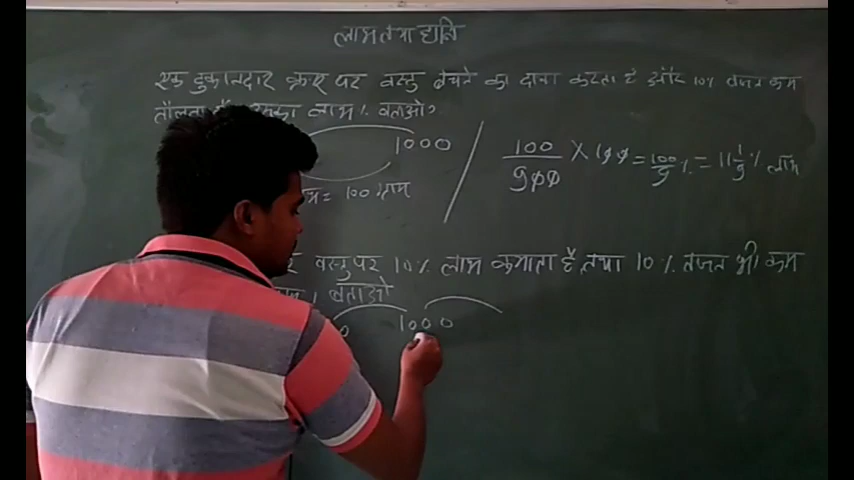 लाभ तथा हानि
एक दुकानदार क्रय पर वस्तु बेचने का दावा करता है और 10% वजन कम
तौलता लाभ% बताओ?
1000
100/900 × 100 = 100/9 % = 11 1/9 % लाभ
= 100 ग्राम
वस्तु पर 10% लाभ कमाता है, तथा 10% वजन भी कम
बताओ
0 1000